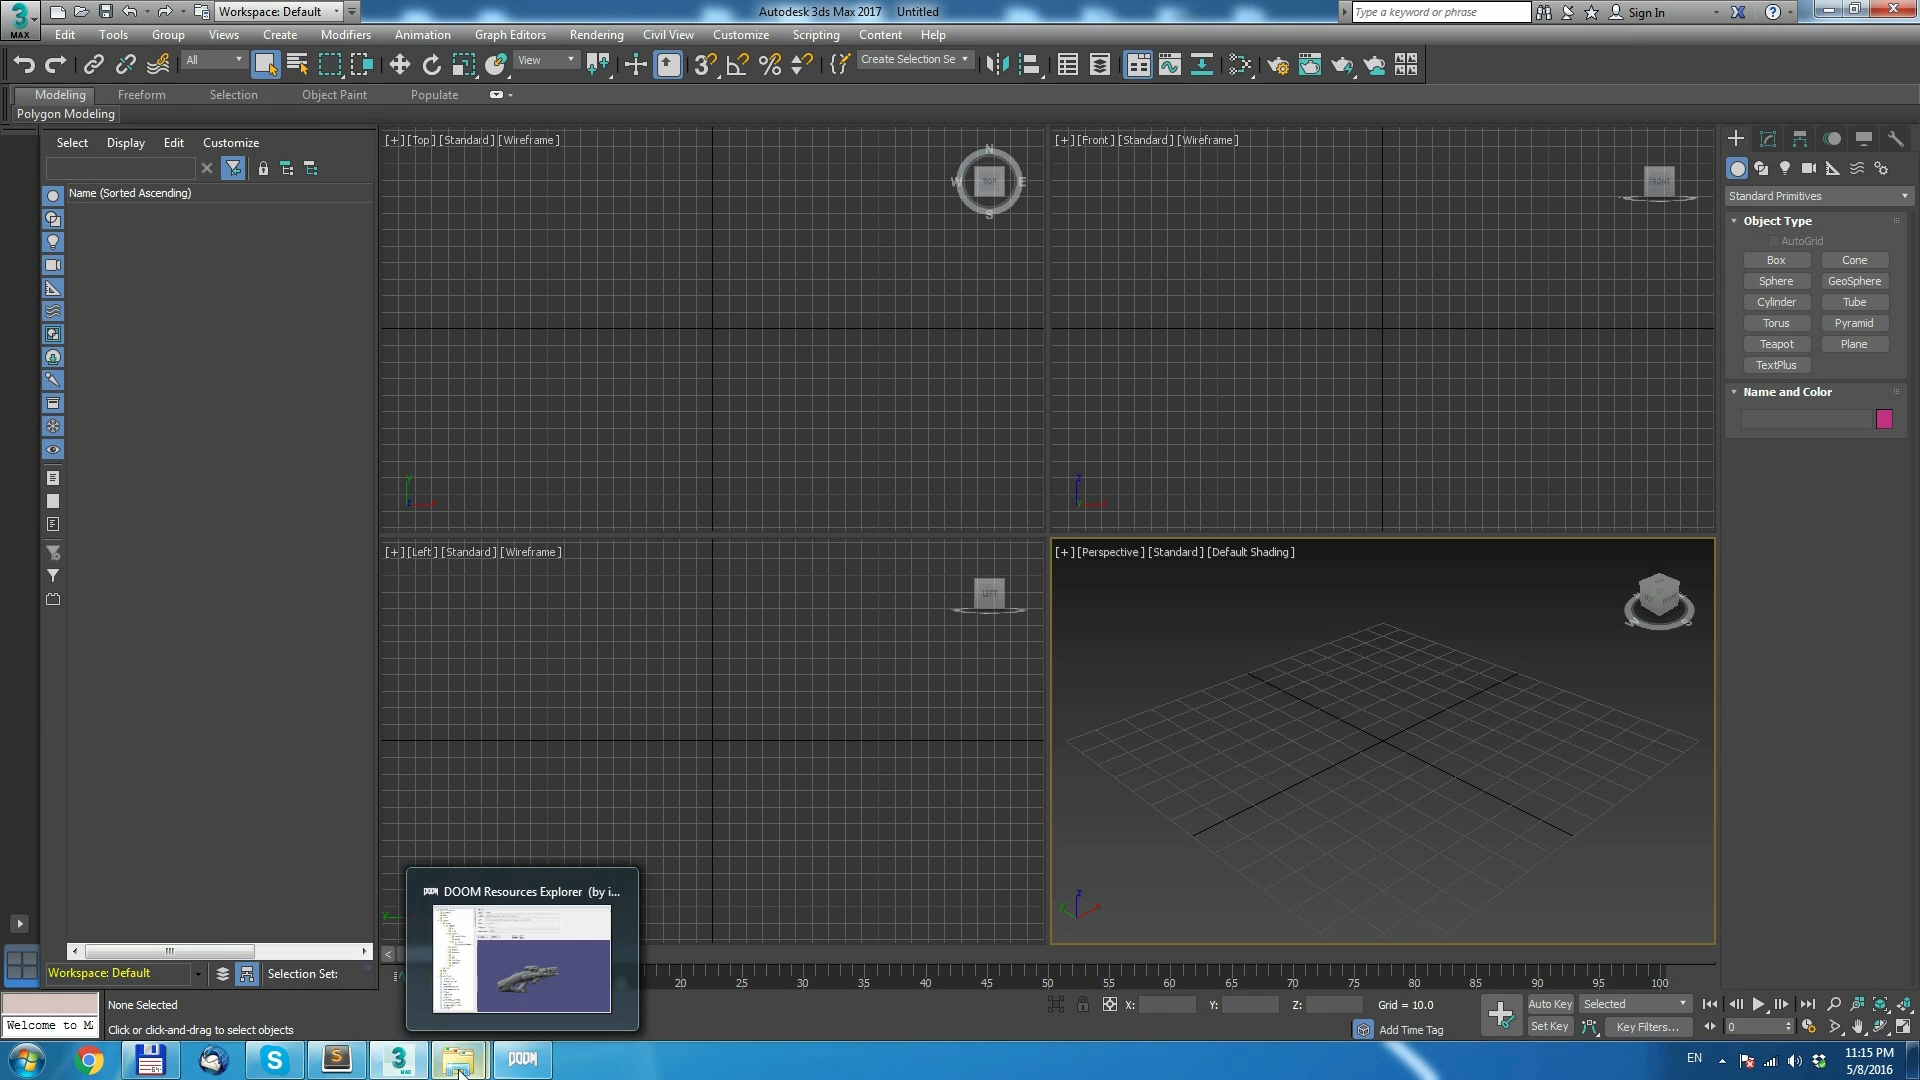 Workspace: Default
Autodesk 3ds Max 2017    Untitled
Type a keyword or phrase
Sign In
MAX
Edit Tools Group Views Create Modifiers Animation Graph Editors Rendering Civil View Customize Scripting Content Help
All
View
Create Selection Se
Modeling Freeform Selection Object Paint Populate
Polygon Modeling
Select Display Edit Customize
Name (Sorted Ascending)
[+] [Top] [Standard] [Wireframe]
N
W TOP E
S
[+] [Front] [Standard] [Wireframe]
FRONT
Standard Primitives
Object Type
AutoGrid
Box Cone
Sphere GeoSphere
Cylinder Tube
Torus Pyramid
Teapot Plane
TextPlus
Name and Color
[+] [Left] [Standard] [Wireframe]
LEFT
[+] [Perspective] [Standard] [Default Shading]
DOOM Resources Explorer (by i...
Workspace: Default
Selection Set:
20 25 30 35 40 45 50 55 60 65 70 75 80 85 90 95 100
None Selected
Welcome to M
Click or click-and-drag to select objects
X: Y: Z: Grid = 10.0
Add Time Tag
Auto Key Selected
Set Key Key Filters...
0
DOOM
EN
11:15 PM
5/8/2016